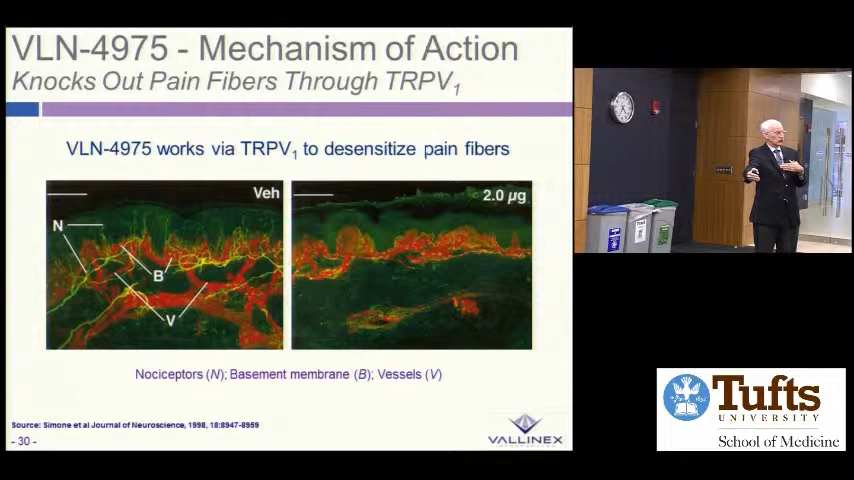 VLN-4975 - Mechanism of Action
Knocks Out Pain Fibers Through TRPV1
VLN-4975 works via TRPV1 to desensitize pain fibers
Veh
2.0 µg
N
B
V
Nociceptors (N); Basement membrane (B); Vessels (V)
Source: Simone et al Journal of Neuroscience, 1998, 18:8947-8959
- 30 -
VALLINEX
Tufts
UNIVERSITY
School of Medicine